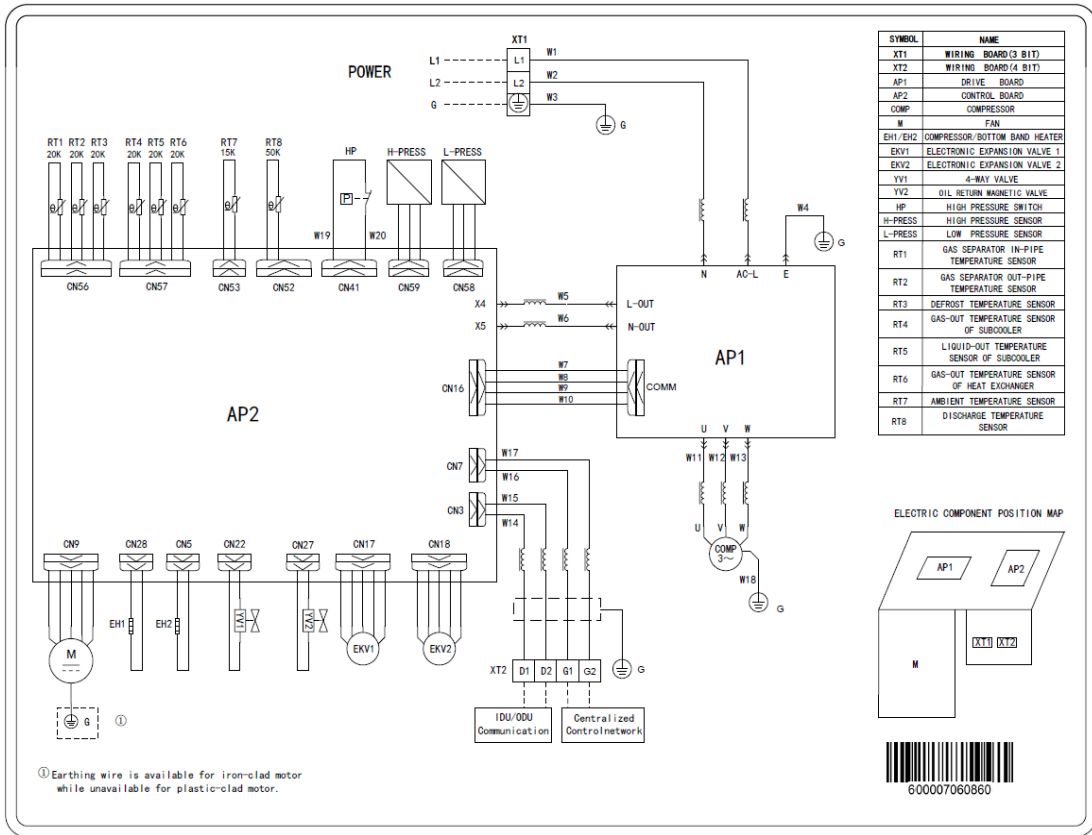 XT1
POWER
L1
L1
W1
L2
L2
W2
G
W3
G
RT1 RT2 RT3
20K 20K 20K
RT4 RT5 RT6
20K 20K 20K
RT7
15K
RT8
50K
HP
H-PRESS
L-PRESS
θ θ θ θ θ θ θ θ
P
W19
W20
CN56
CN57
CN53
CN52
CN41
CN59
CN58
W4
G
N
AC-L
E
X4
W5
L-OUT
X5
W6
N-OUT
AP1
CN16
W7
W8
W9
W10
COMM
AP2
U V W
W11 W12 W13
CN7
W17
W16
CN3
W15
W14
U V W
COMP
3～
W18
G
CN9
CN28
CN5
CN22
CN27
CN17
CN18
EH1
EH2
YV1
YV2
EKV1
EKV2
M
G
①
XT2
D1 D2 G1 G2
G
IDU/ODU
Communication
Centralized
Controlnetwork
①Earthing wire is available for iron-clad motor
while unavailable for plastic-clad motor.
SYMBOL NAME
XT1 WIRING BOARD(3 BIT)
XT2 WIRING BOARD(4 BIT)
AP1 DRIVE BOARD
AP2 CONTROL BOARD
COMP COMPRESSOR
M FAN
EH1/EH2 COMPRESSOR/BOTTOM BAND HEATER
EKV1 ELECTRONIC EXPANSION VALVE 1
EKV2 ELECTRONIC EXPANSION VALVE 2
YV1 4-WAY VALVE
YV2 OIL RETURN MAGNETIC VALVE
HP HIGH PRESSURE SWITCH
H-PRESS HIGH PRESSURE SENSOR
L-PRESS LOW PRESSURE SENSOR
RT1 GAS SEPARATOR IN-PIPE
TEMPERATURE SENSOR
RT2 GAS SEPARATOR OUT-PIPE
TEMPERATURE SENSOR
RT3 DEFROST TEMPERATURE SENSOR
RT4 GAS-OUT TEMPERATURE SENSOR
OF SUBCOOLER
RT5 LIQUID-OUT TEMPERATURE
SENSOR OF SUBCOOLER
RT6 GAS-OUT TEMPERATURE SENSOR
OF HEAT EXCHANGER
RT7 AMBIENT TEMPERATURE SENSOR
RT8 DISCHARGE TEMPERATURE
SENSOR
ELECTRIC COMPONENT POSITION MAP
AP1
AP2
XT1 XT2
M
600007060860